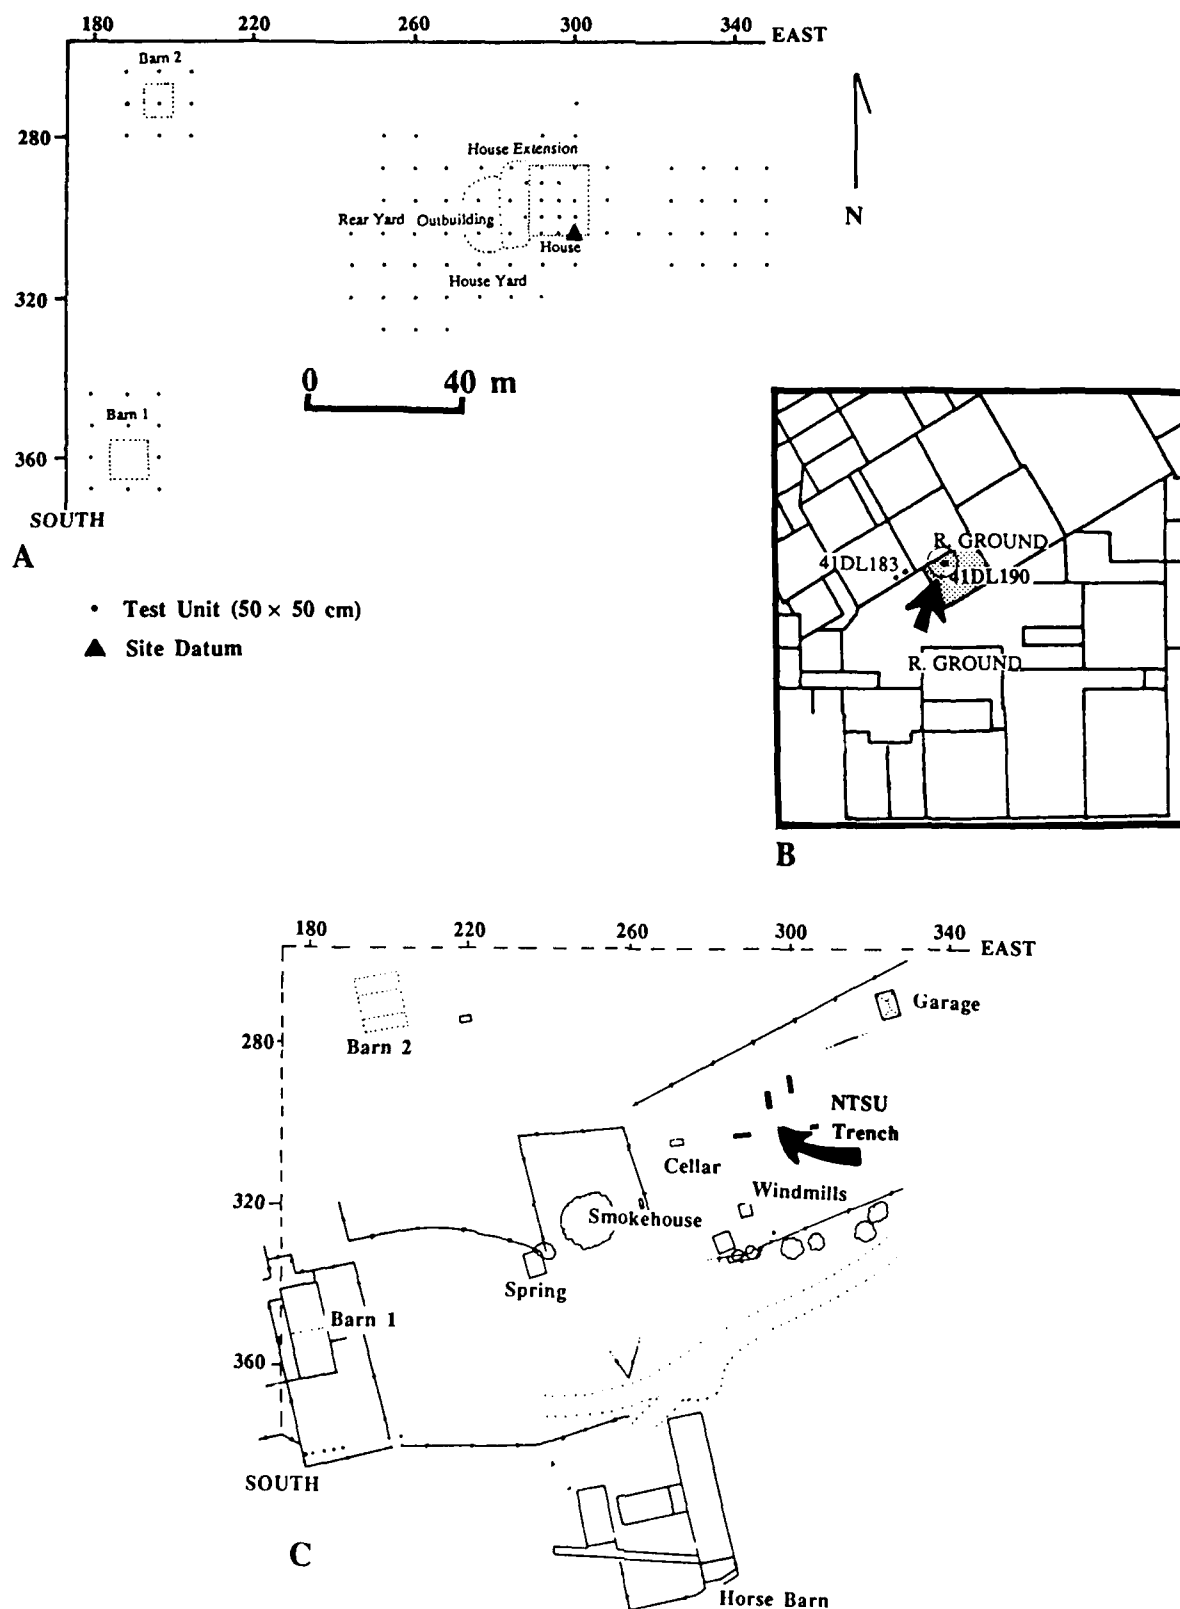 180 220 260 300 340 EAST
Barn 2
280
House Extension
N
Rear Yard Outbuilding
House
House Yard
320
0 40 m
Barn 1
360
SOUTH
A
• Test Unit (50 × 50 cm)
▲ Site Datum
R. GROUND
41DL183
41DL190
R. GROUND
B
180 220 260 300 340 EAST
Garage
280
Barn 2
NTSU
Trench
Cellar
Windmills
320
Smokehouse
Spring
Barn 1
360
SOUTH
C
Horse Barn